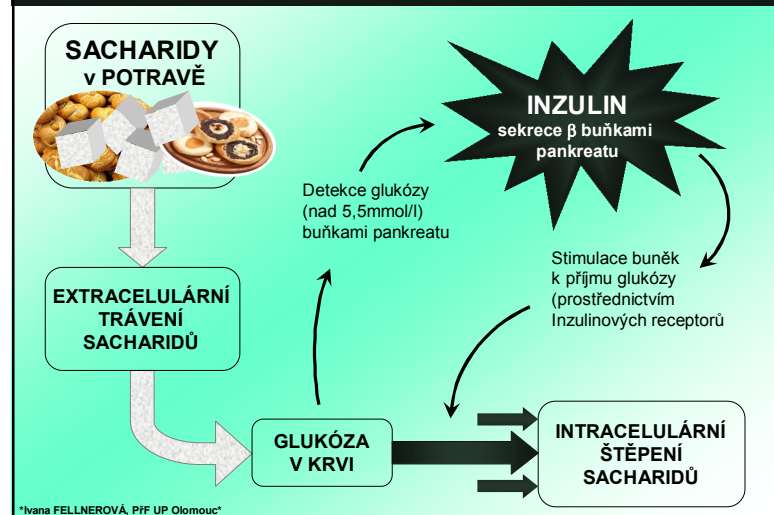 SACHARIDY
v POTRAVĚ
INZULIN
sekrece β buňkami
pankreatu
Detekce glukózy
(nad 5,5mmol/l)
buňkami pankreatu
Stimulace buněk
k příjmu glukózy
(prostřednictvím
Inzulinových receptorů
EXTRACELULÁRNÍ
TRÁVENÍ
SACHARIDŮ
GLUKÓZA
V KRVI
INTRACELULÁRNÍ
ŠTĚPENÍ
SACHARIDŮ
*Ivana FELLNEROVÁ, PřF UP Olomouc*